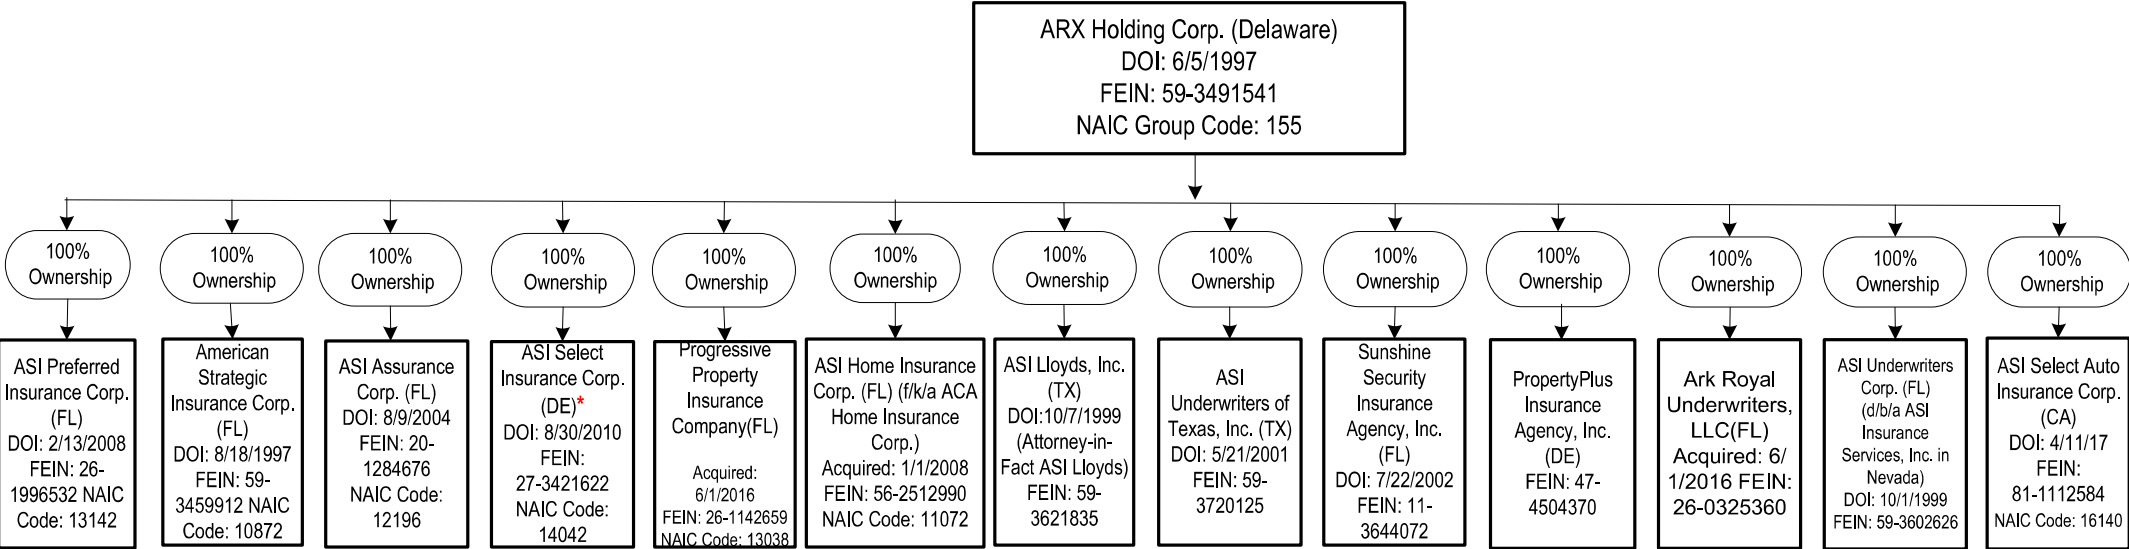 ARX Holding Corp. (Delaware)
DOI: 6/5/1997
FEIN: 59-3491541
NAIC Group Code: 155
100%
Ownership
100%
Ownership
100%
Ownership
100%
Ownership
100%
Ownership
100%
Ownership
100%
Ownership
100%
Ownership
100%
Ownership
100%
Ownership
100%
Ownership
100%
Ownership
100%
Ownership
ASI Preferred
Insurance Corp.
(FL)
DOI: 2/13/2008
FEIN: 26-
1996532 NAIC
Code: 13142
American
Strategic
Insurance Corp.
(FL)
DOI: 8/18/1997
FEIN: 59-
3459912 NAIC
Code: 10872
ASI Assurance
Corp. (FL)
DOI: 8/9/2004
FEIN: 20-
1284676
NAIC Code:
12196
ASI Select
Insurance Corp.
(DE)*
DOI: 8/30/2010
FEIN:
27-3421622
NAIC Code:
14042
Progressive
Property
Insurance
Company(FL)
Acquired:
6/1/2016
FEIN: 26-1142659
NAIC Code: 13038
ASI Home Insurance
Corp. (FL) (f/k/a ACA
Home Insurance
Corp.)
Acquired: 1/1/2008
FEIN: 56-2512990
NAIC Code: 11072
ASI Lloyds, Inc.
(TX)
DOI:10/7/1999
(Attorney-in-
Fact ASI Lloyds)
FEIN: 59-
3621835
ASI
Underwriters of
Texas, Inc. (TX)
DOI: 5/21/2001
FEIN: 59-
3720125
Sunshine
Security
Insurance
Agency, Inc.
(FL)
DOI: 7/22/2002
FEIN: 11-
3644072
PropertyPlus
Insurance
Agency, Inc.
(DE)
FEIN: 47-
4504370
Ark Royal
Underwriters,
LLC(FL)
Acquired: 6/
1/2016 FEIN:
26-0325360
ASI Underwriters
Corp. (FL)
(d/b/a ASI
Insurance
Services, Inc. in
Nevada)
DOI: 10/1/1999
FEIN: 59-3602626
ASI Select Auto
Insurance Corp.
(CA)
DOI: 4/11/17
FEIN:
81-1112584
NAIC Code: 16140